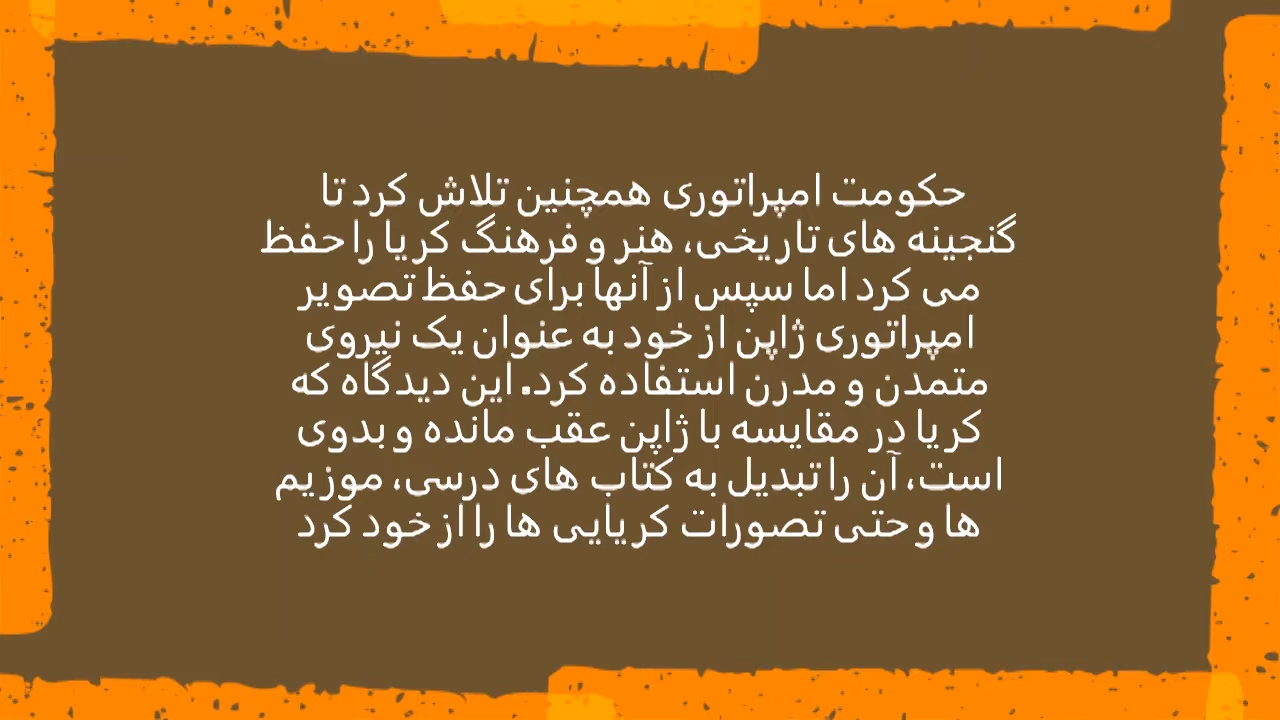 حکومت امپراتوری همچنین تلاش کرد تا
گنجینه های تاریخی، هنر و فرهنگ کریا را حفظ
می کرد اما سپس از آنها برای حفظ تصویر
امپراتوری ژاپن از خود به عنوان یک نیروی
متمدن و مدرن استفاده کرد. این دیدگاه که
کریا در مقایسه با ژاپن عقب مانده و بدوی
است، آن را تبدیل به کتاب های درسی، موزیم
ها و حتی تصورات کریایی ها را از خود کرد